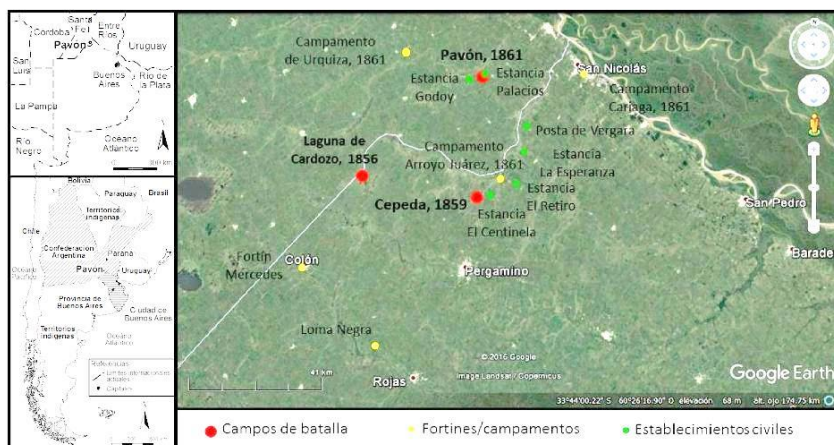 Santa
Fe
Entre
Ríos
Córdoba
Pavón
Uruguay
San
Luis
Buenos
Aires
Río de
la Plata
La Pampa
Río
Negro
Océano
Atlántico
Bolivia
Paraguay
Brasil
Territorios
indígenas
Chile
Confederación
Argentina
Paraná
Océano
Pacífico
Pavón
Uruguay
Provincia de
Buenos Aires
Ciudad de
Buenos Aires
Territorios
indígenas
Océano
Atlántico
Referencias
Límites internacionales
actuales
Capitales
Campamento
de Urquiza, 1861
Pavón, 1861
Estancia
Godoy
Estancia
Palacios
San Nicolás
Campamento
1861
Posta de Vergara
Laguna de
Cardozo, 1856
Campamento
Arroyo Juárez, 1861
Estancia
La Esperanza
Cepeda, 1859
Estancia
El Retiro
Estancia
El Centinela
San Pedro
Barade
Fortín
Mercedes
Colón
Pergamino
Loma Negra
Rojas
41 km
© 2016 Google
Image Landsat / Copernicus
Google Earth
33°44'00.22" S 60°26'16.90" O elevación 68 m alt. ojo 174.75 km
Campos de batalla
Fortines/campamentos
Establecimientos civiles